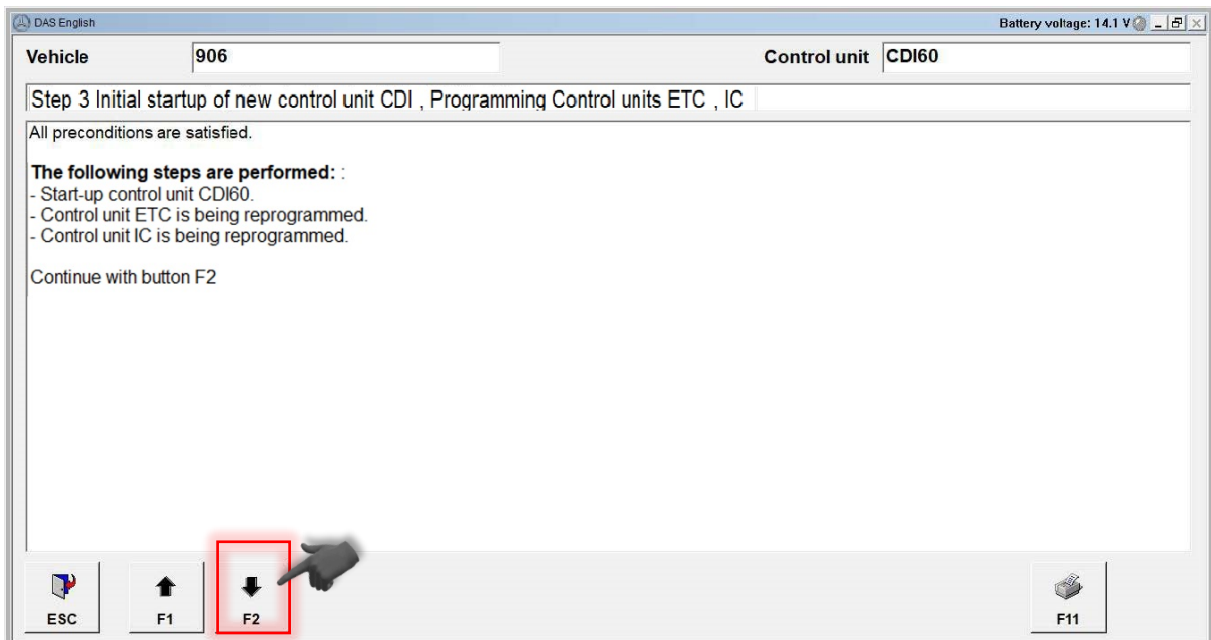 DAS English
Battery voltage: 14.1 V
Vehicle 906 Control unit CDI60
Step 3 Initial startup of new control unit CDI , Programming Control units ETC , IC
All preconditions are satisfied.
The following steps are performed: :
- Start-up control unit CDI60.
- Control unit ETC is being reprogrammed.
- Control unit IC is being reprogrammed.
Continue with button F2
ESC F1 F2 F11